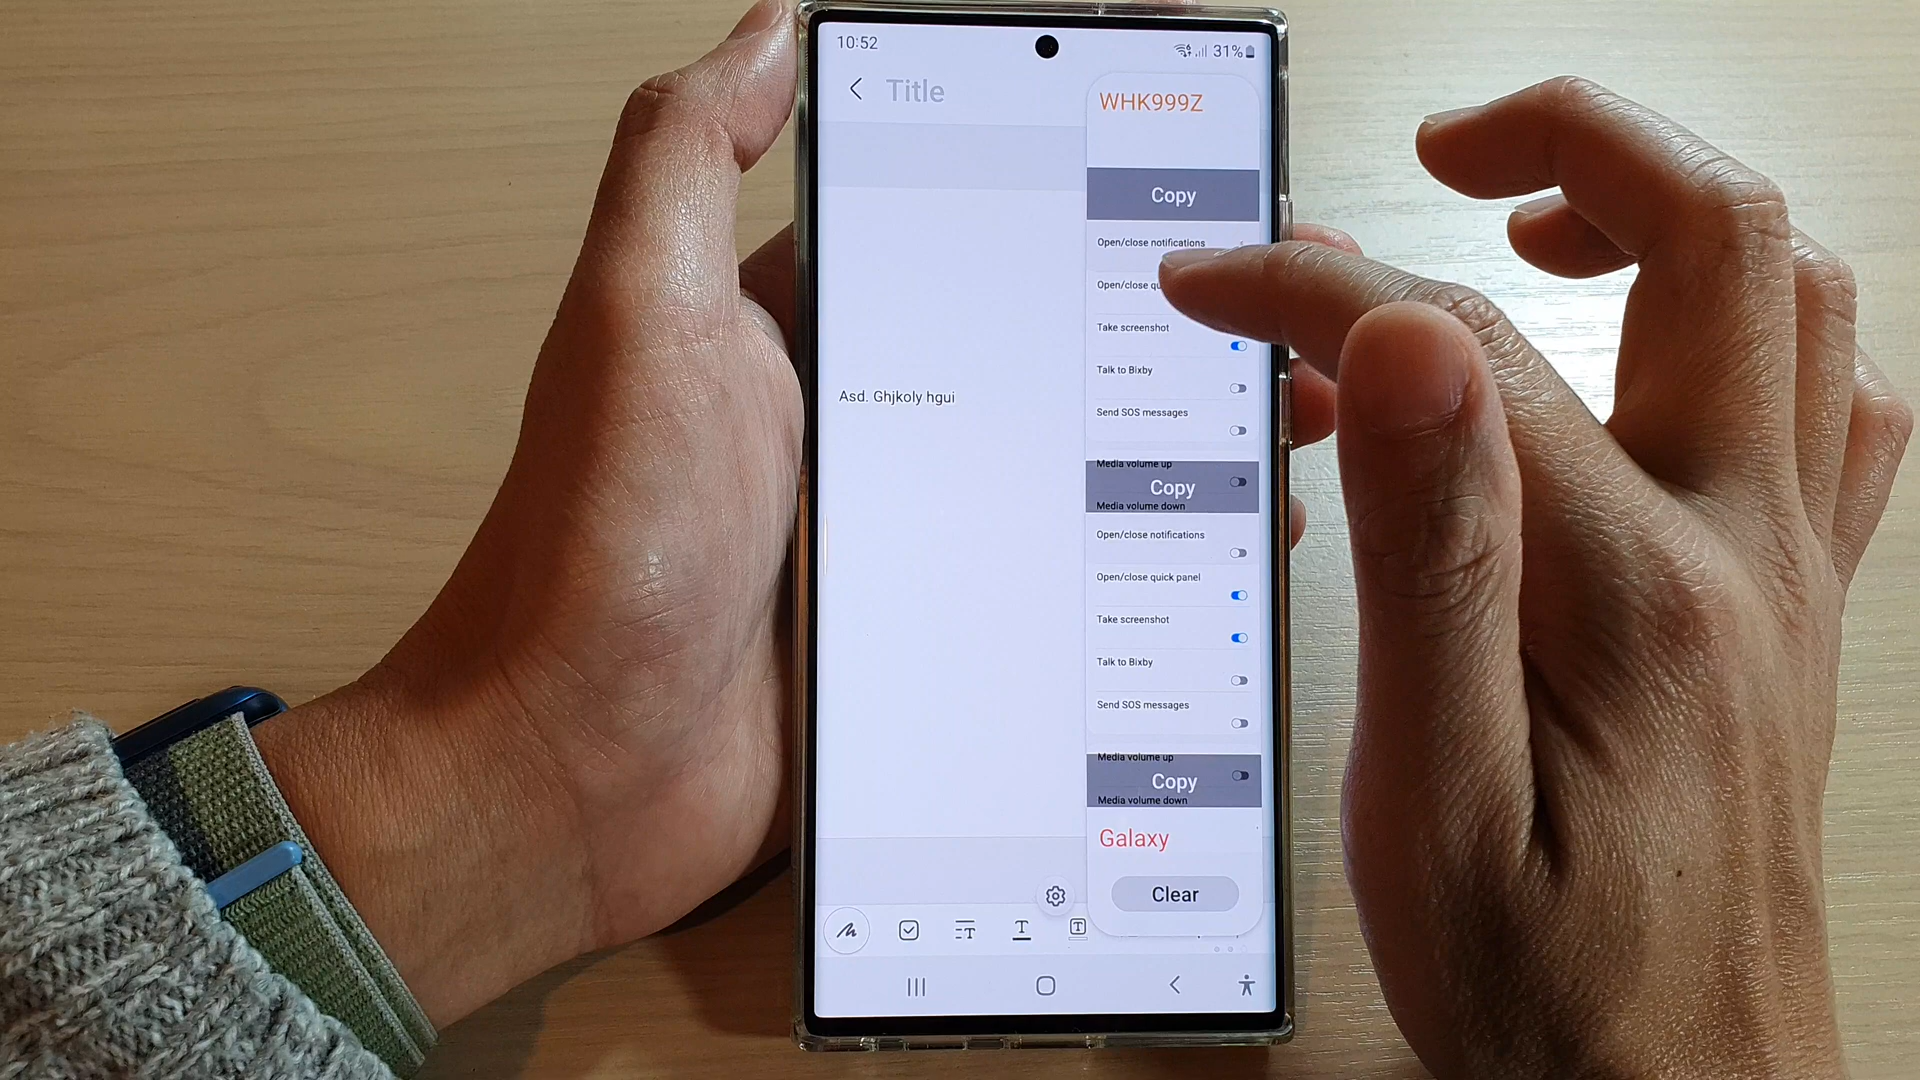 10:52
31%
Title
WHK999Z
Copy
Open/close notifications
Open/close
Take screenshot
Talk to Bixby
Send SOS messages
Asd. Ghjkoly hgui
Media volume up
Copy
Media volume down
Open/close notifications
Open/close quick panel
Take screenshot
Talk to Bixby
Send SOS messages
Media volume up
Copy
Media volume down
Galaxy
Clear